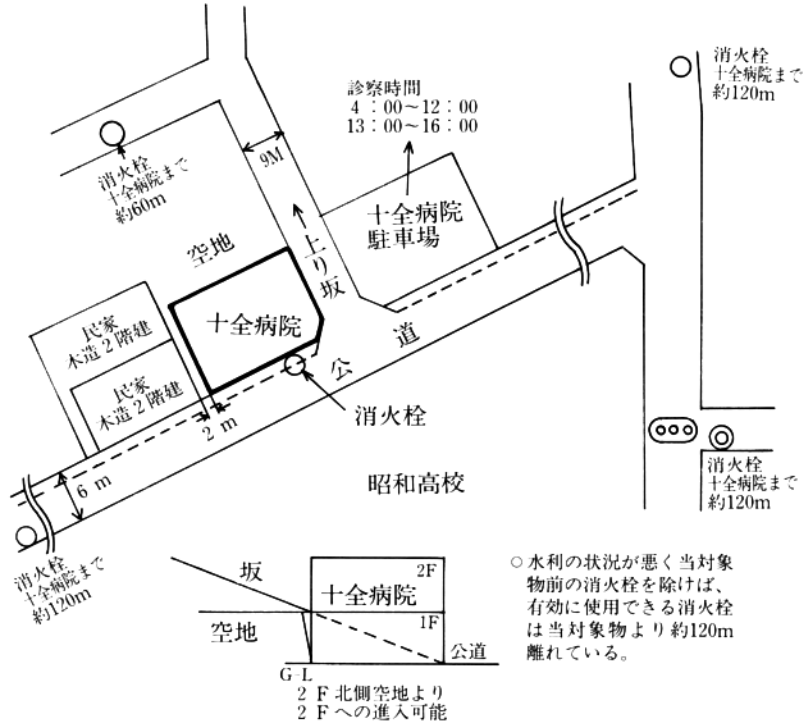 消火栓
十全病院まで
約120m
診察時間
4：00〜12：00
13：00〜16：00
9M
消火栓
十全病院まで
約60m
十全病院
駐車場
空地
上り坂
十全病院
公道
民家
木造2階建
民家
木造2階建
消火栓
2 m
6 m
昭和高校
消火栓
十全病院まで
約120m
消火栓
十全病院まで
約120m
坂
2F
十全病院
1F
空地
公道
G-L
2 F 北側空地より
2 F への進入可能
○水利の状況が悪く当対象
物前の消火栓を除けば、
有効に使用できる消火栓
は当対象物より約120m
離れている。